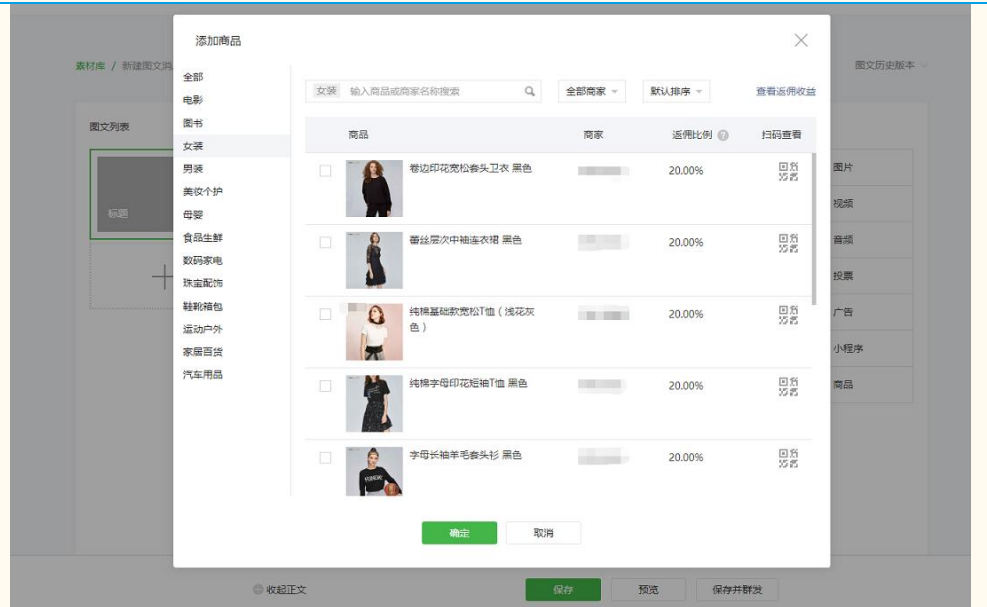 添加商品
素材库 / 新建图文消
图文历史版本
图文列表
标题
全部
电影
图书
女装
男装
美妆个护
母婴
食品生鲜
数码家电
珠宝配饰
鞋靴箱包
运动户外
家居百货
汽车用品
女装 输入商品或商家名称搜索 全部商家 默认排序 查看返佣收益
商品 商家 返佣比例 ? 扫码查看
卷边印花宽松套头卫衣 黑色 20.00%
蕾丝层次中袖连衣裙 黑色 20.00%
纯棉基础款宽松T恤（浅花灰
色） 20.00%
纯棉字母印花短袖T恤 黑色 20.00%
字母长袖羊毛套头衫 黑色 20.00%
确定 取消
图片
视频
音频
投票
广告
小程序
商品
收起正文 保存 预览 保存并群发